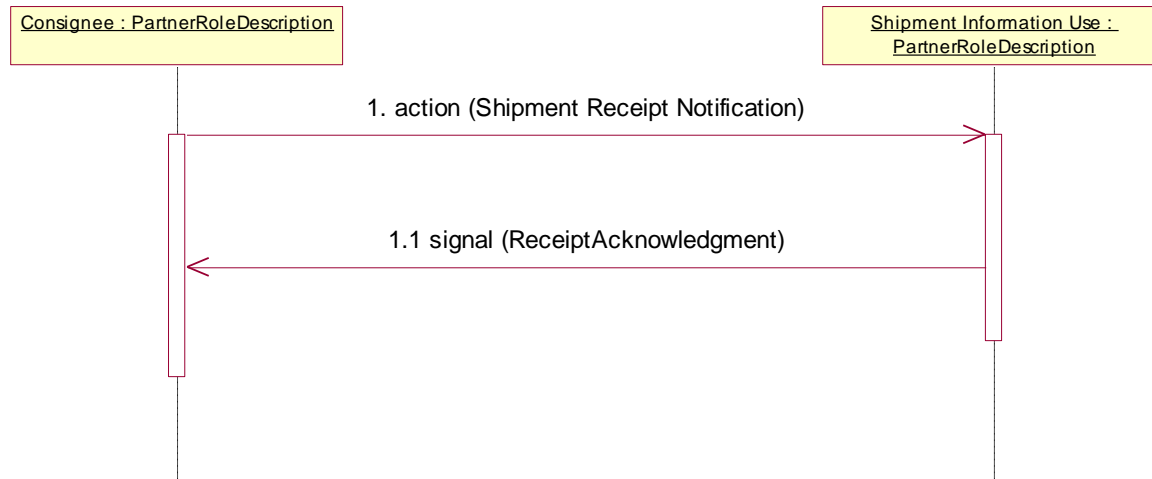 Consignee : PartnerRoleDescription
Shipment Information Use :
PartnerRoleDescription
1. action (Shipment Receipt Notification)
1.1 signal (ReceiptAcknowledgment)